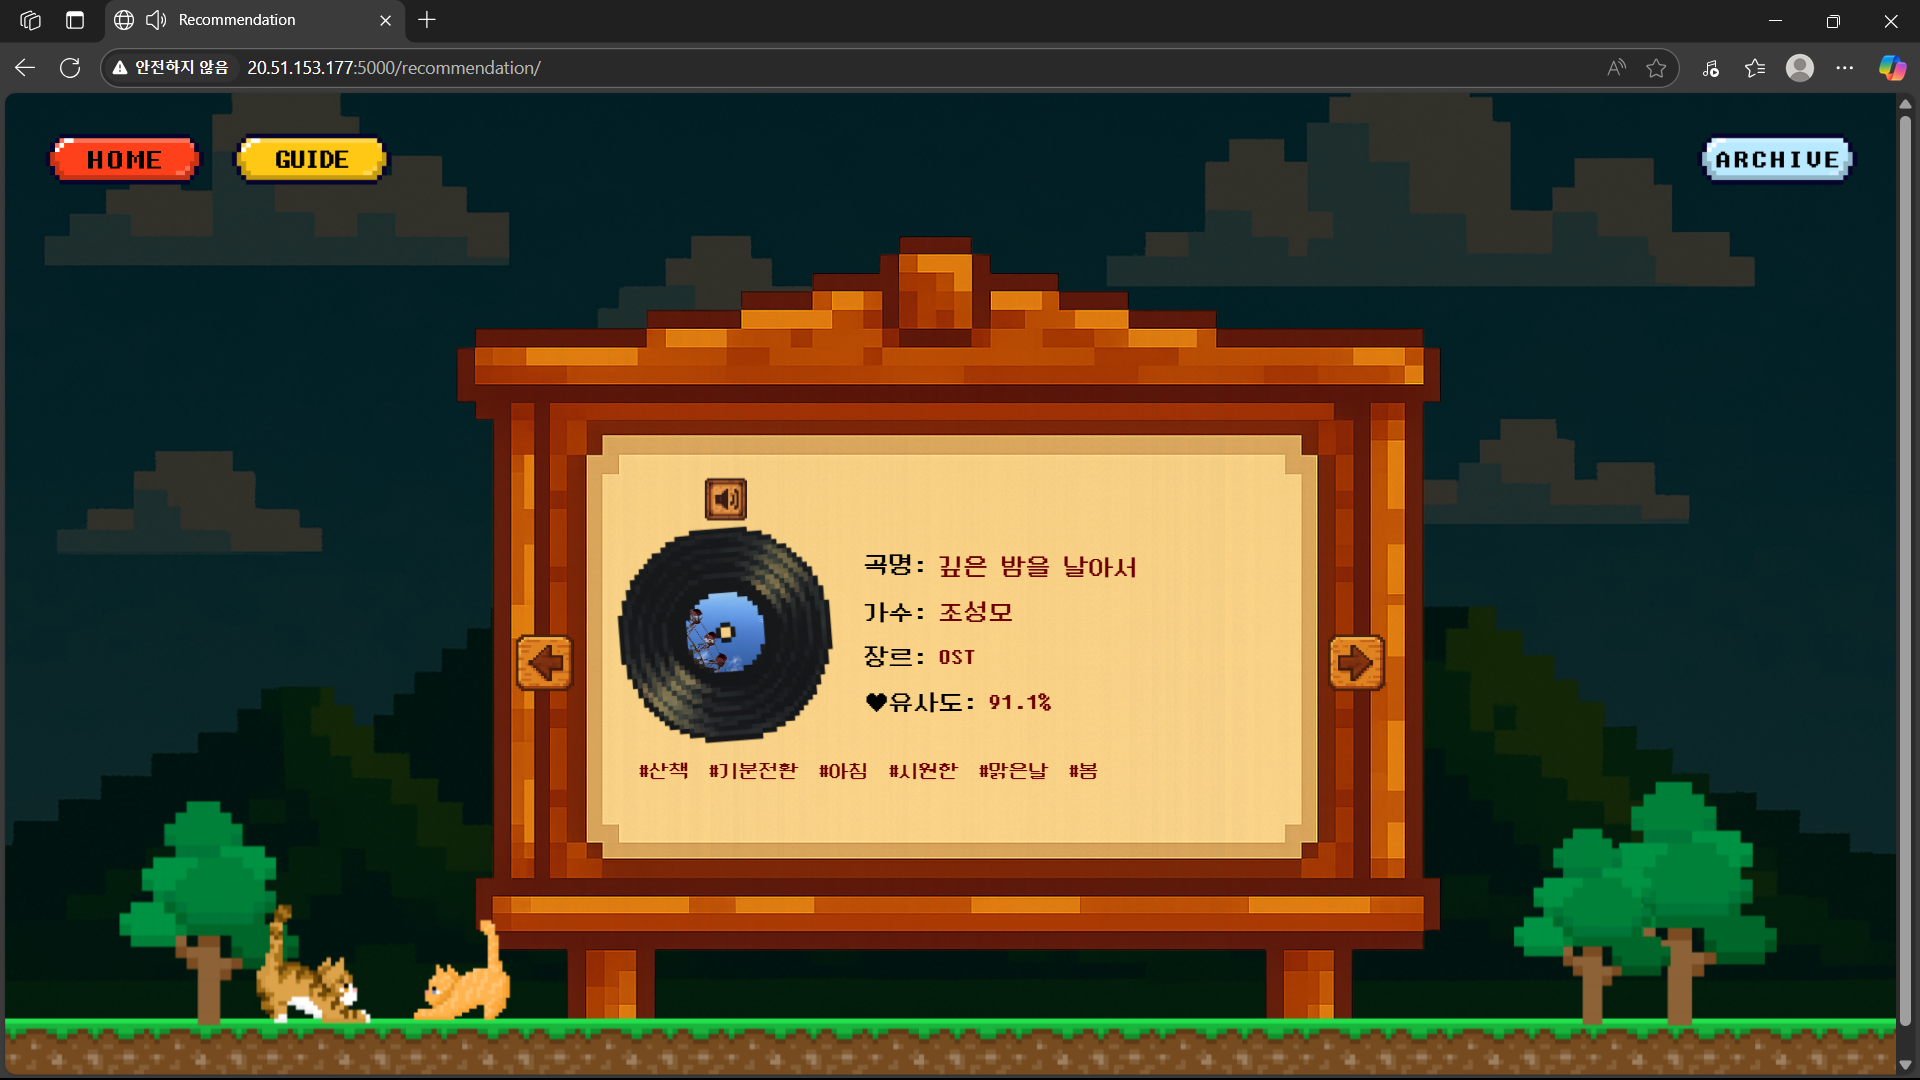 Recommendation
안전하지 않음 20.51.153.177:5000/recommendation/
HOME GUIDE ARCHIVE
곡명: 깊은 밤을 날아서
가수: 조성모
장르: OST
♥유사도: 91.1%
#산책 #기분전환 #아침 #시원한 #맑은날 #봄